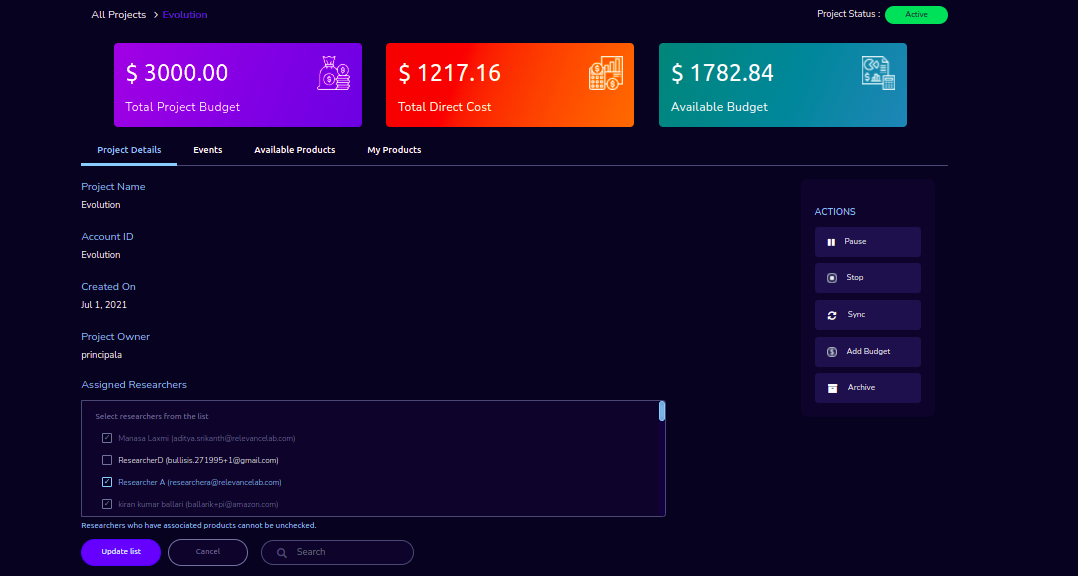 All Projects > Evolution
Project Status : Active
$ 3000.00
Total Project Budget
$ 1217.16
Total Direct Cost
$ 1782.84
Available Budget
Project Details Events Available Products My Products
Project Name
Evolution
Account ID
Evolution
Created On
Jul 1, 2021
Project Owner
principala
Assigned Researchers
Select researchers from the list
Manasa Laxmi (aditya.srikanth@relevancelab.com)
ResearcherD (bullisis.271995+1@gmail.com)
Researcher A (researchera@relevancelab.com)
kiran kumar ballari (ballarik+pi@amazon.com)
Researchers who have associated products cannot be unchecked.
Update list Cancel Search
ACTIONS
Pause
Stop
Sync
Add Budget
Archive